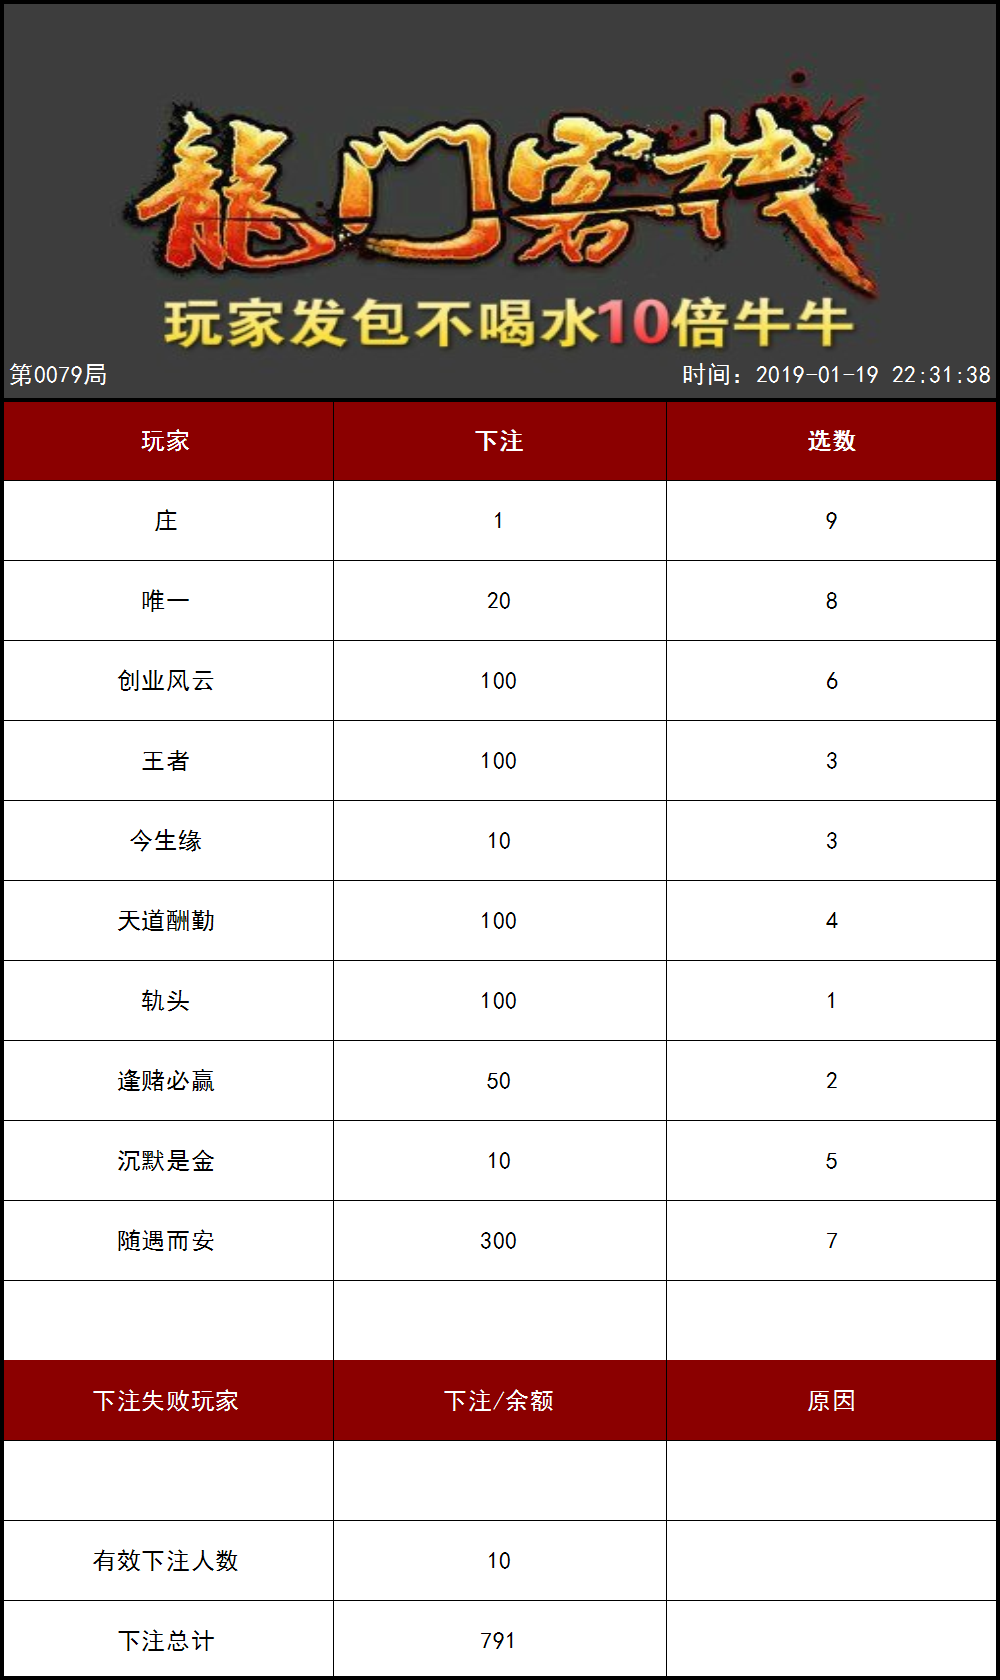 龍门客栈
玩家发包不喝水10倍牛牛
第0079局 时间：2019-01-19 22:31:38
玩家 下注 选数
庄 1 9
唯一 20 8
创业风云 100 6
王者 100 3
今生缘 10 3
天道酬勤 100 4
轨头 100 1
逢赌必赢 50 2
沉默是金 10 5
随遇而安 300 7
下注失败玩家 下注/余额 原因
有效下注人数 10
下注总计 791